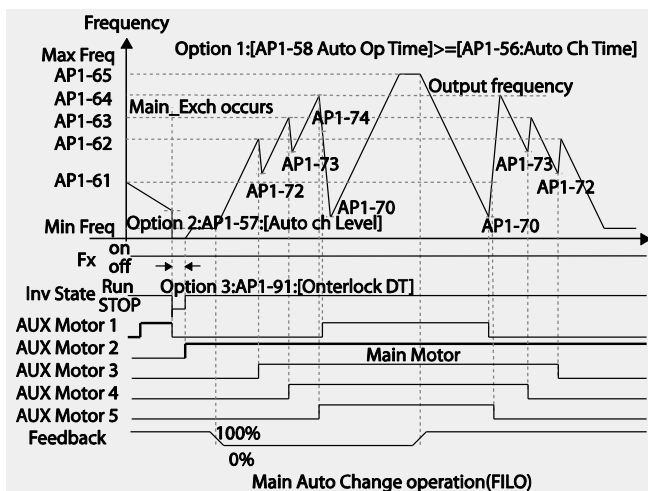 Frequency
Option 1:[AP1-58 Auto Op Time]>=[AP1-56:Auto Ch Time]
Max Freq
AP1-65
AP1-64
Output frequency
Main_Exch occurs
AP1-63
AP1-74
AP1-62
AP1-73
AP1-73
AP1-61
AP1-72
AP1-72
AP1-70
Min Freq
Option 2:AP1-57:[Auto ch Level]
AP1-70
Fx
on
off
Inv State
Run
STOP
Option 3:AP1-91:[Onterlock DT]
AUX Motor 1
AUX Motor 2
Main Motor
AUX Motor 3
AUX Motor 4
AUX Motor 5
Feedback
100%
0%
Main Auto Change operation(FILO)